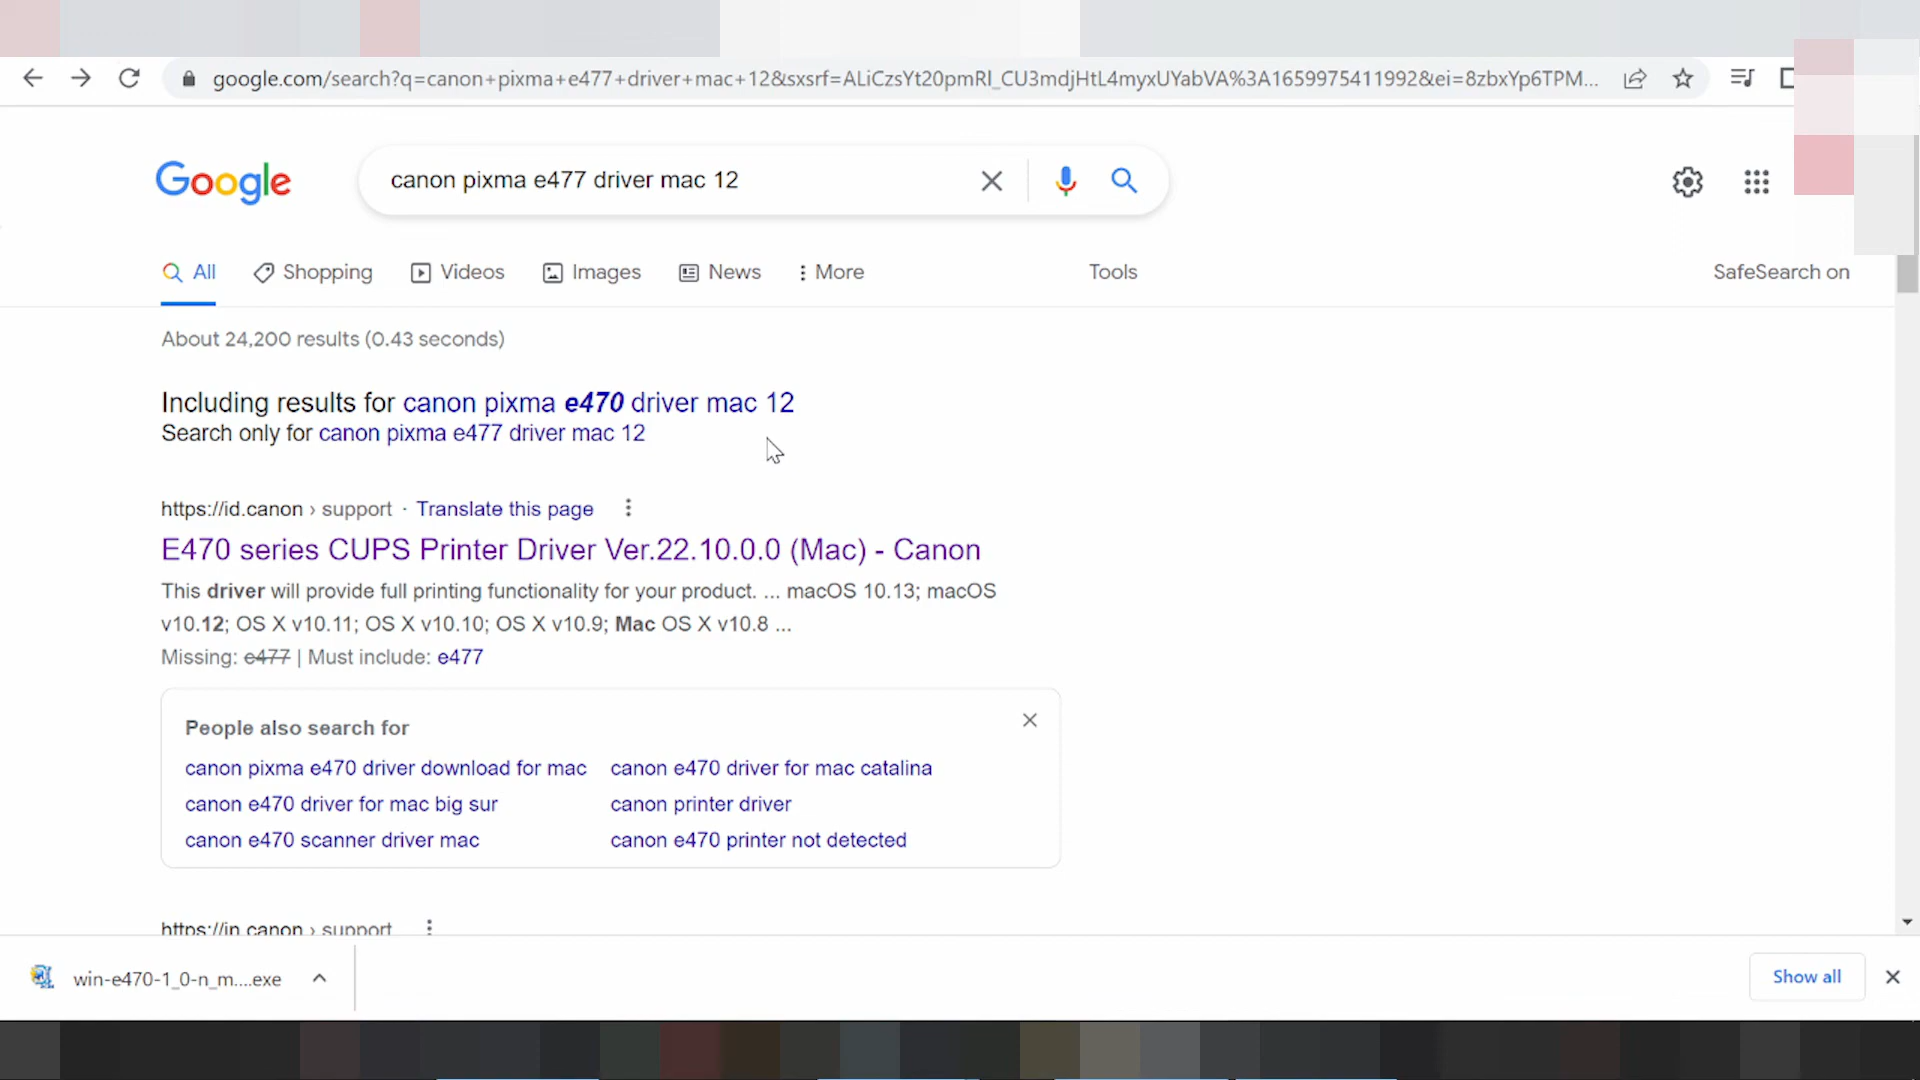 google.com/search?q=canon+pixma+e477+driver+mac+12&sxsrf=ALiCzsYt20pmRl_CU3mdjHtL4myxUYabVA%3A1659975411992&ei=8zbxYp6TPM...
Google
canon pixma e477 driver mac 12
All Shopping Videos Images News More Tools SafeSearch on
About 24,200 results (0.43 seconds)
Including results for canon pixma e470 driver mac 12
Search only for canon pixma e477 driver mac 12
https://id.canon › support · Translate this page
E470 series CUPS Printer Driver Ver.22.10.0.0 (Mac) - Canon
This driver will provide full printing functionality for your product. ... macOS 10.13; macOS
v10.12; OS X v10.11; OS X v10.10; OS X v10.9; Mac OS X v10.8 ...
Missing: e477 | Must include: e477
People also search for
canon pixma e470 driver download for mac canon e470 driver for mac catalina
canon e470 driver for mac big sur canon printer driver
canon e470 scanner driver mac canon e470 printer not detected
https://in.canon › support
win-e470-1_0-n_m....exe Show all